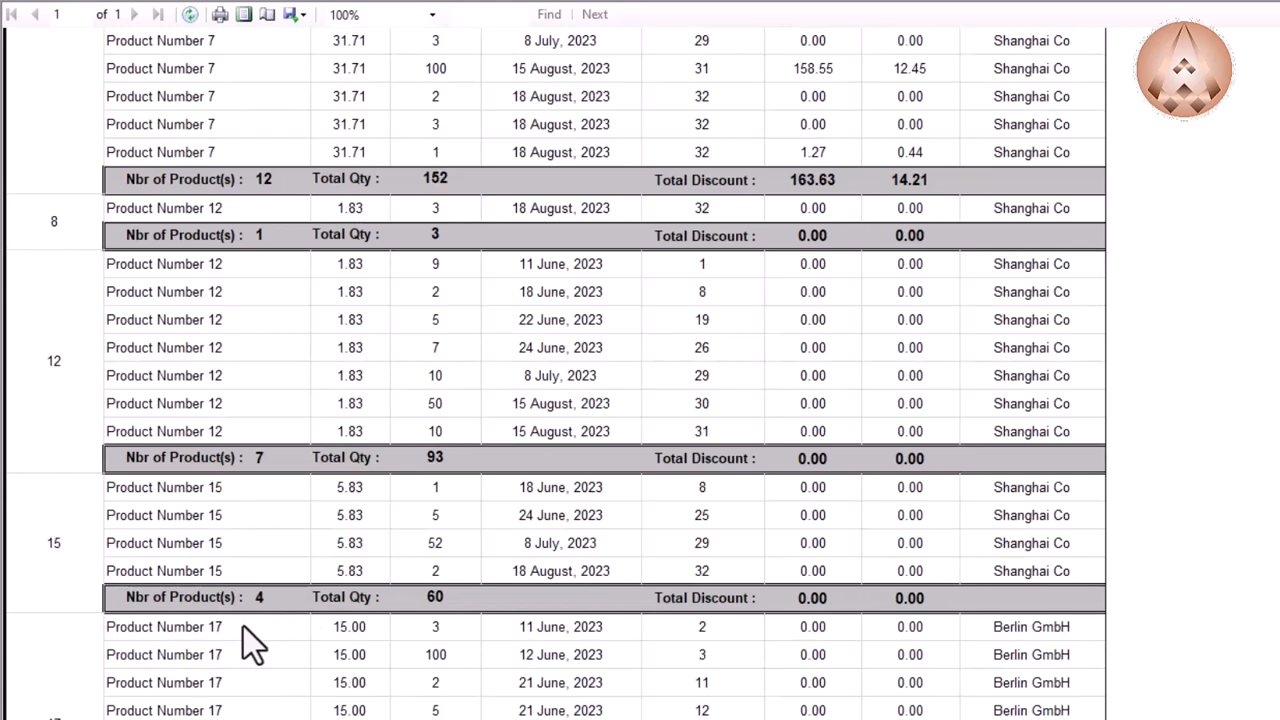 1 of 1 100% Find Next
Product Number 7 31.71 3 8 July, 2023 29 0.00 0.00 Shanghai Co
Product Number 7 31.71 100 15 August, 2023 31 158.55 12.45 Shanghai Co
Product Number 7 31.71 2 18 August, 2023 32 0.00 0.00 Shanghai Co
Product Number 7 31.71 3 18 August, 2023 32 0.00 0.00 Shanghai Co
Product Number 7 31.71 1 18 August, 2023 32 1.27 0.44 Shanghai Co
Nbr of Product(s) : 12 Total Qty : 152 Total Discount : 163.63 14.21
8 Product Number 12 1.83 3 18 August, 2023 32 0.00 0.00 Shanghai Co
Nbr of Product(s) : 1 Total Qty : 3 Total Discount : 0.00 0.00
Product Number 12 1.83 9 11 June, 2023 1 0.00 0.00 Shanghai Co
Product Number 12 1.83 2 18 June, 2023 8 0.00 0.00 Shanghai Co
Product Number 12 1.83 5 22 June, 2023 19 0.00 0.00 Shanghai Co
12 Product Number 12 1.83 7 24 June, 2023 26 0.00 0.00 Shanghai Co
Product Number 12 1.83 10 8 July, 2023 29 0.00 0.00 Shanghai Co
Product Number 12 1.83 50 15 August, 2023 30 0.00 0.00 Shanghai Co
Product Number 12 1.83 10 15 August, 2023 31 0.00 0.00 Shanghai Co
Nbr of Product(s) : 7 Total Qty : 93 Total Discount : 0.00 0.00
Product Number 15 5.83 1 18 June, 2023 8 0.00 0.00 Shanghai Co
Product Number 15 5.83 5 24 June, 2023 25 0.00 0.00 Shanghai Co
15 Product Number 15 5.83 52 8 July, 2023 29 0.00 0.00 Shanghai Co
Product Number 15 5.83 2 18 August, 2023 32 0.00 0.00 Shanghai Co
Nbr of Product(s) : 4 Total Qty : 60 Total Discount : 0.00 0.00
Product Number 17 15.00 3 11 June, 2023 2 0.00 0.00 Berlin GmbH
Product Number 17 15.00 100 12 June, 2023 3 0.00 0.00 Berlin GmbH
Product Number 17 15.00 2 21 June, 2023 11 0.00 0.00 Berlin GmbH
Product Number 17 15.00 5 21 June, 2023 12 0.00 0.00 Berlin GmbH